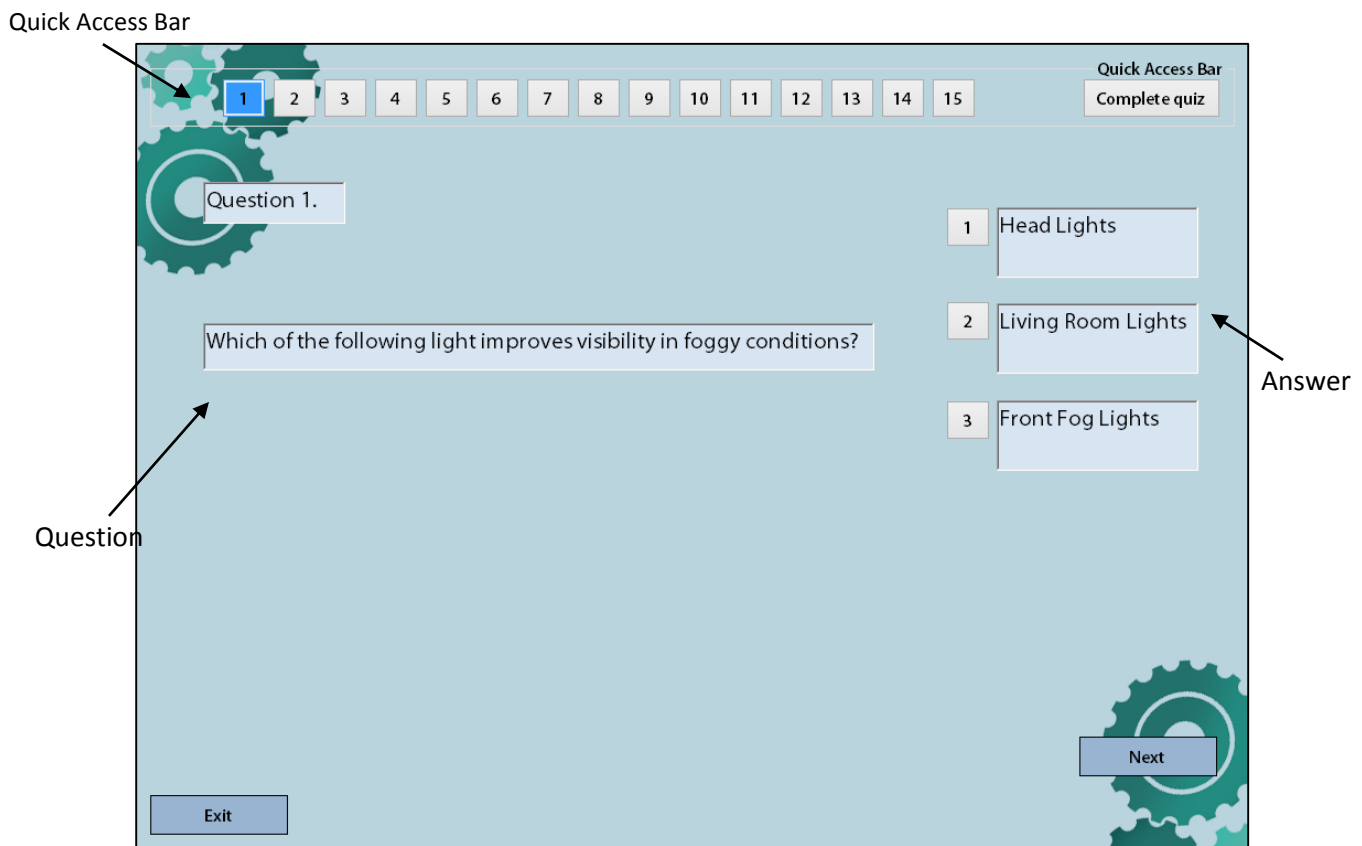 Quick Access Bar
Quick Access Bar
1 2 3 4 5 6 7 8 9 10 11 12 13 14 15 Complete quiz
Question 1.
1 Head Lights
Which of the following light improves visibility in foggy conditions?
2 Living Room Lights
Answer
3 Front Fog Lights
Question
Next
Exit